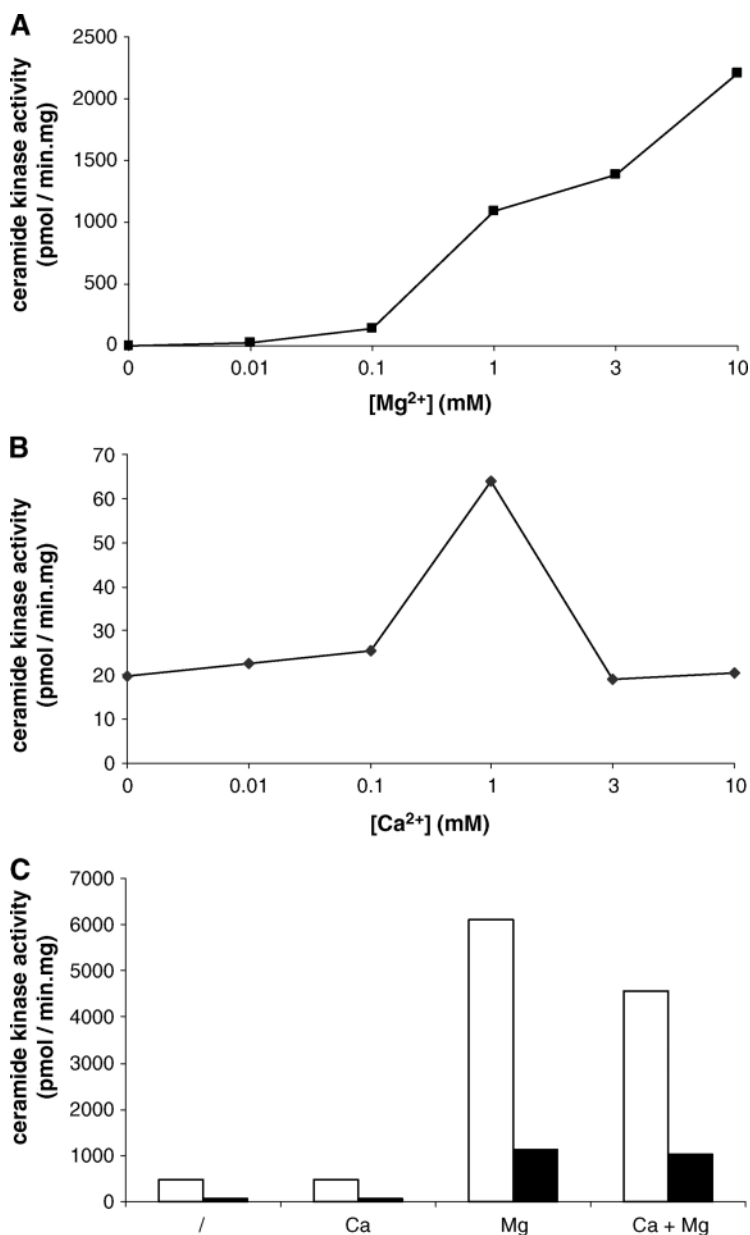 A
ceramide kinase activity
(pmol / min.mg)
2500
2000
1500
1000
500
0
0 0.01 0.1 1 3 10
[Mg²⁺] (mM)
B
ceramide kinase activity
(pmol / min.mg)
70
60
50
40
30
20
10
0
0 0.01 0.1 1 3 10
[Ca²⁺] (mM)
C
ceramide kinase activity
(pmol / min.mg)
7000
6000
5000
4000
3000
2000
1000
0
/ Ca Mg Ca + Mg